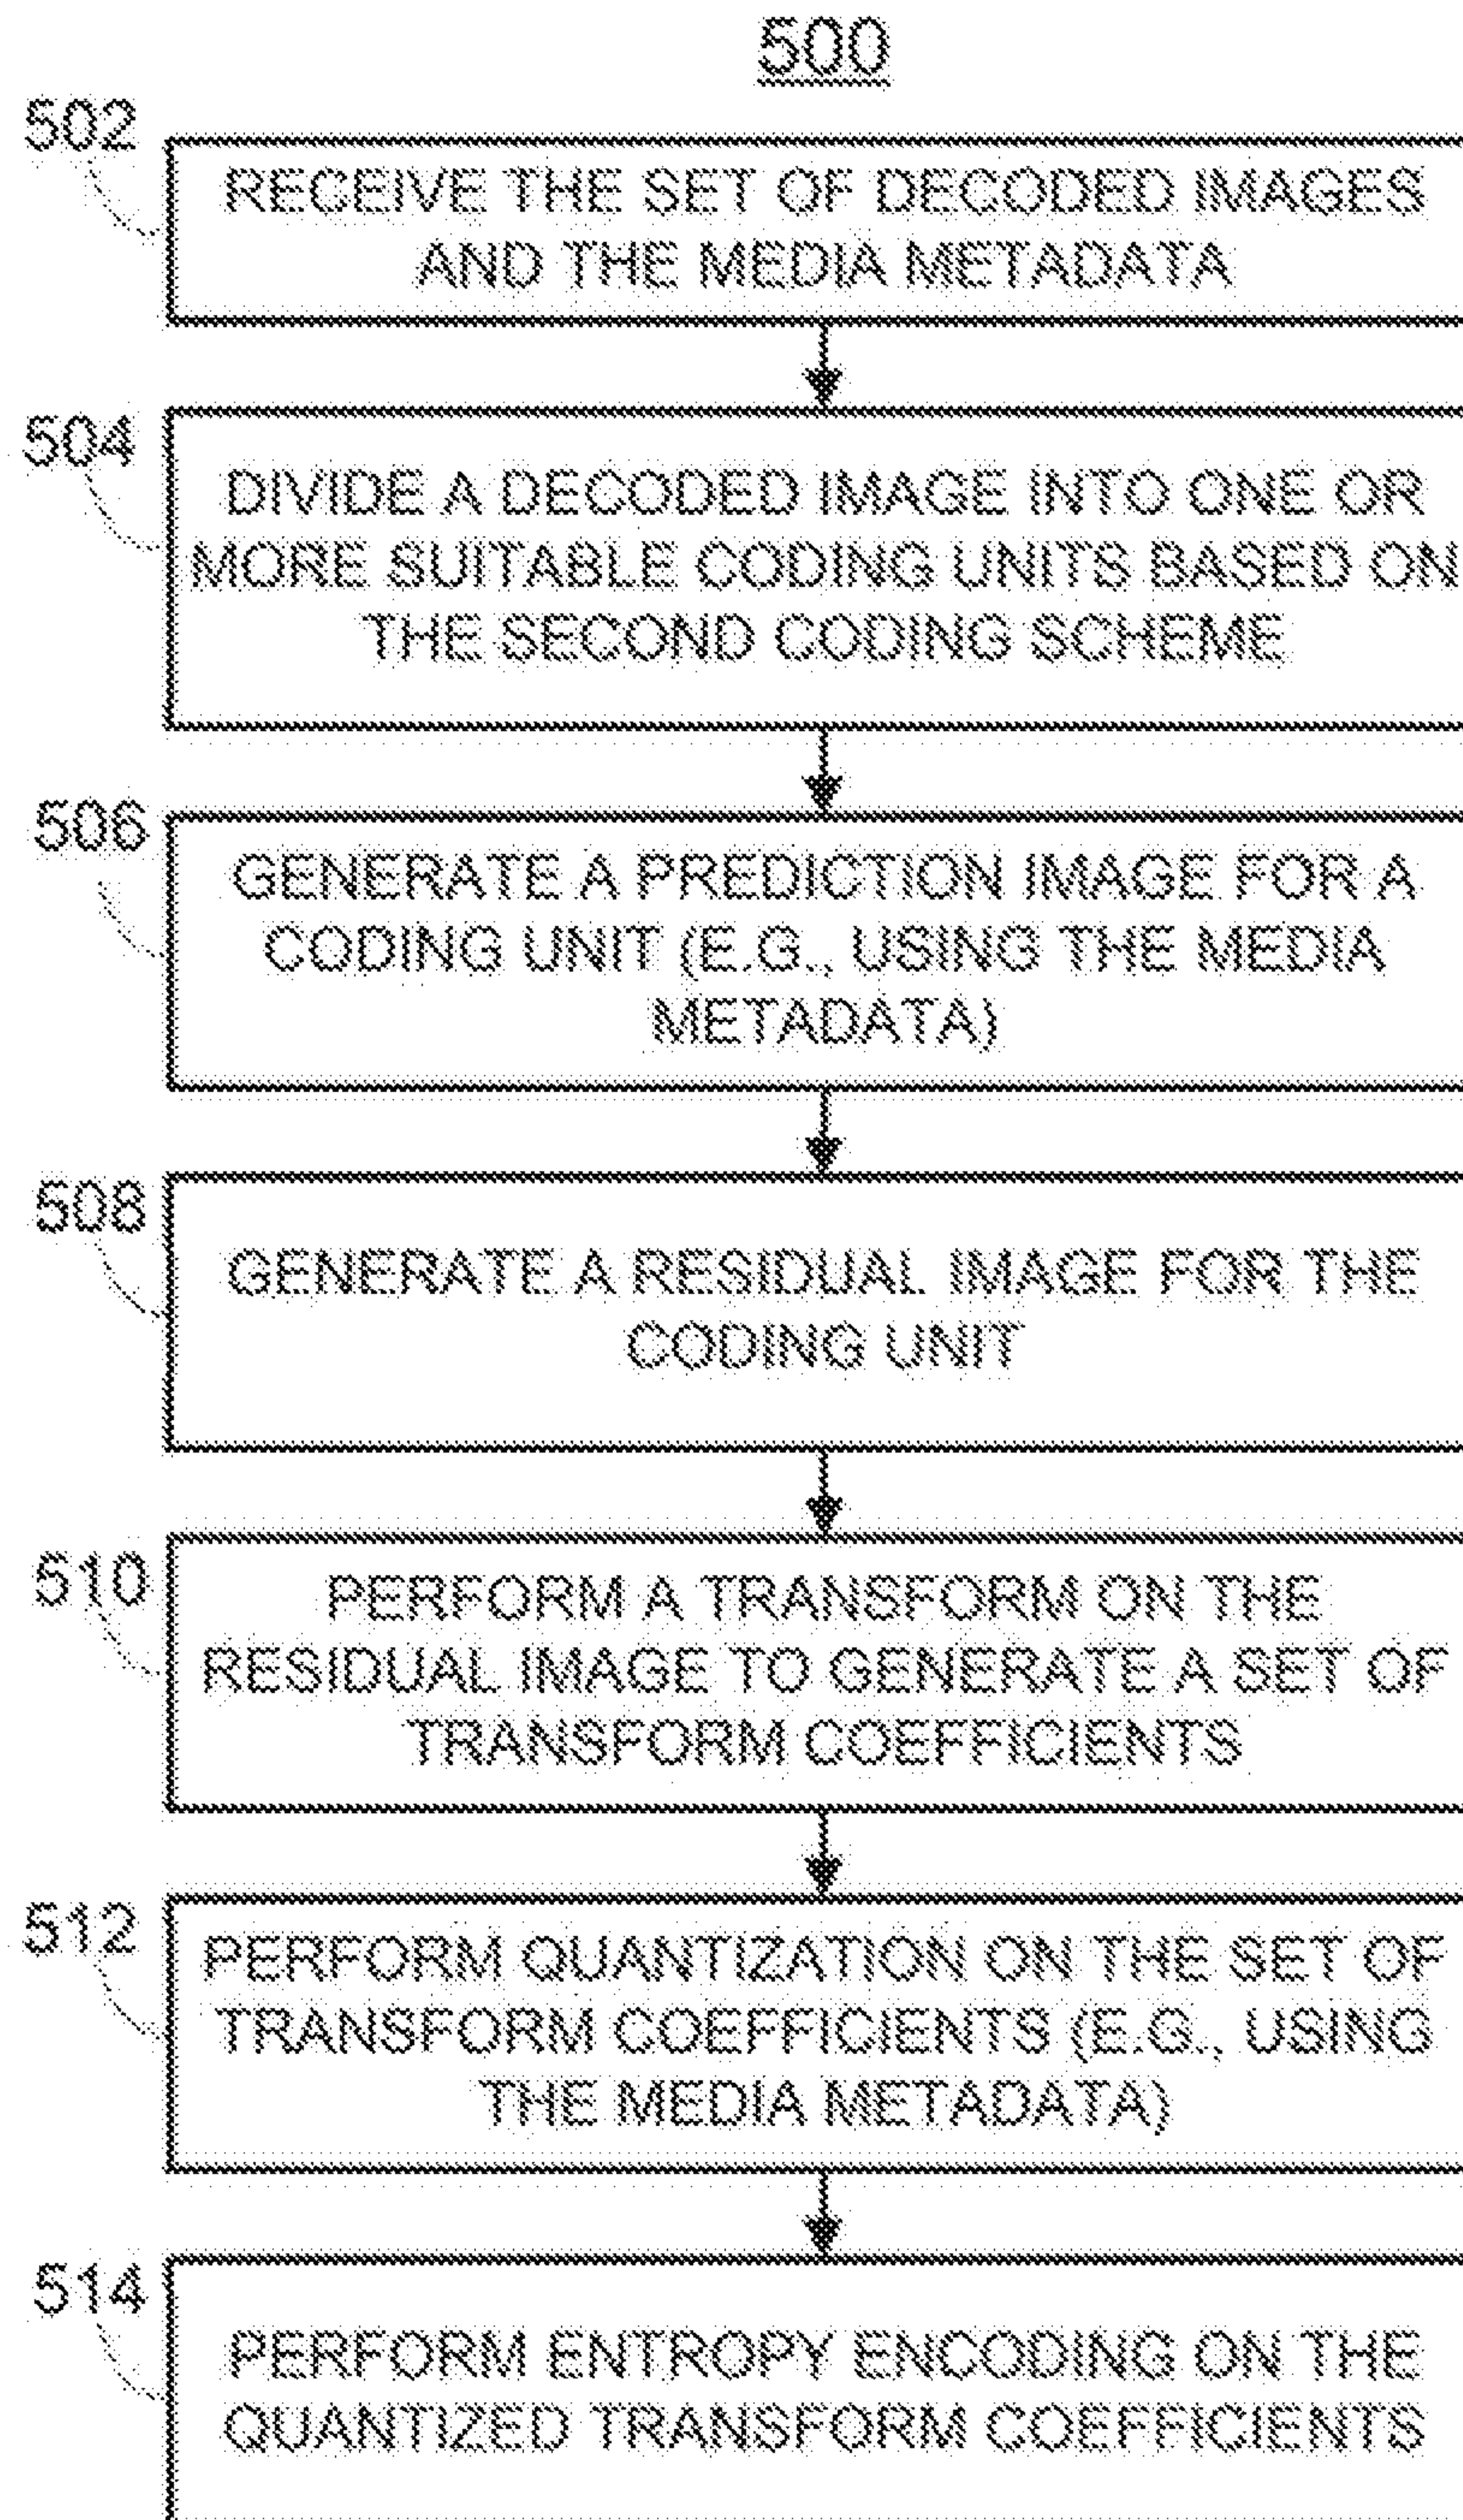 500
502
RECEIVE THE SET OF DECODED IMAGES
AND THE MEDIA METADATA
504
DIVIDE A DECODED IMAGE INTO ONE OR
MORE SUITABLE CODING UNITS BASED ON
THE SECOND CODING SCHEME
506
GENERATE A PREDICTION IMAGE FOR A
CODING UNIT (E.G., USING THE MEDIA
METADATA)
508
GENERATE A RESIDUAL IMAGE FOR THE
CODING UNIT
510
PERFORM A TRANSFORM ON THE
RESIDUAL IMAGE TO GENERATE A SET OF
TRANSFORM COEFFICIENTS
512
PERFORM QUANTIZATION ON THE SET OF
TRANSFORM COEFFICIENTS (E.G., USING
THE MEDIA METADATA)
514
PERFORM ENTROPY ENCODING ON THE
QUANTIZED TRANSFORM COEFFICIENTS